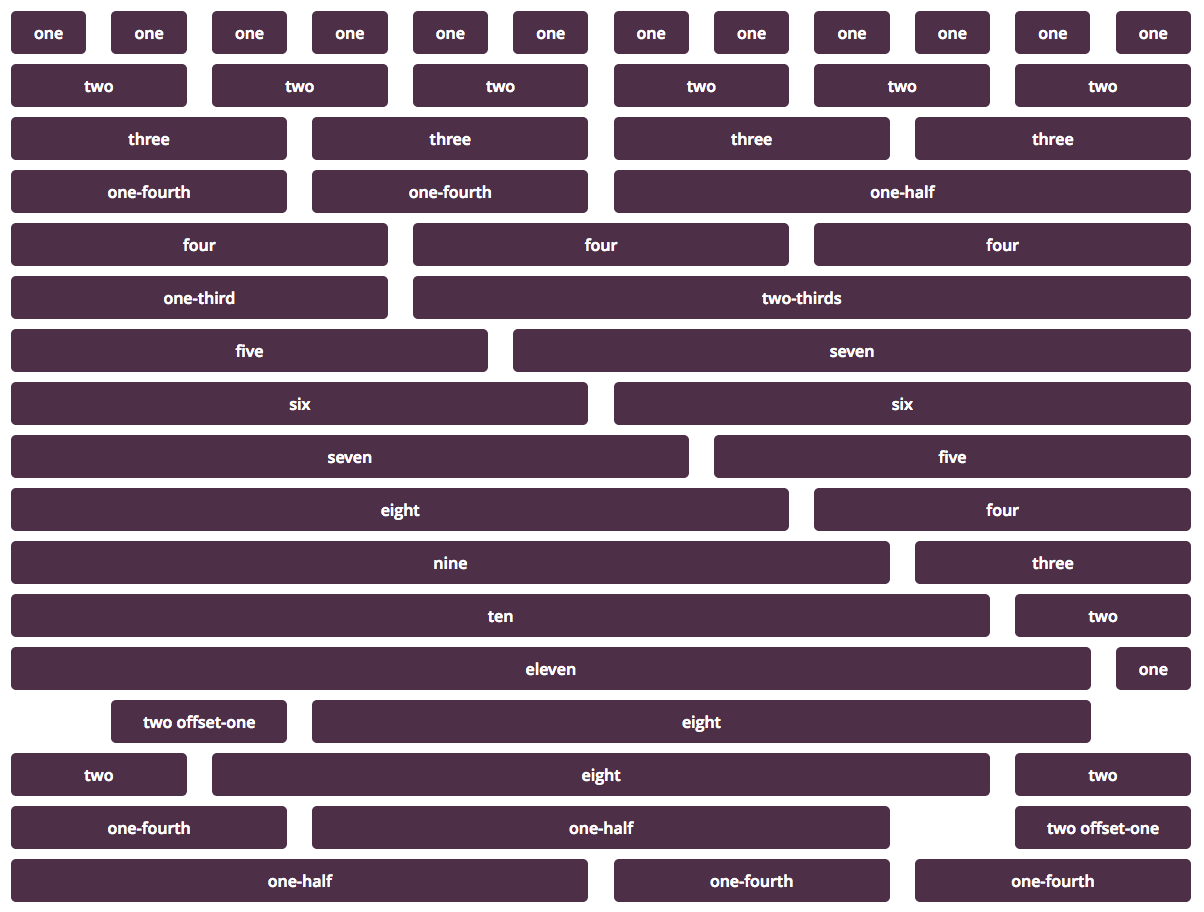 one one one one one one one one one one one one
two two two two two two
three three three three
one-fourth one-fourth one-half
four four four
one-third two-thirds
five seven
six six
seven five
eight four
nine three
ten two
eleven one
two offset-one eight
two eight two
one-fourth one-half two offset-one
one-half one-fourth one-fourth